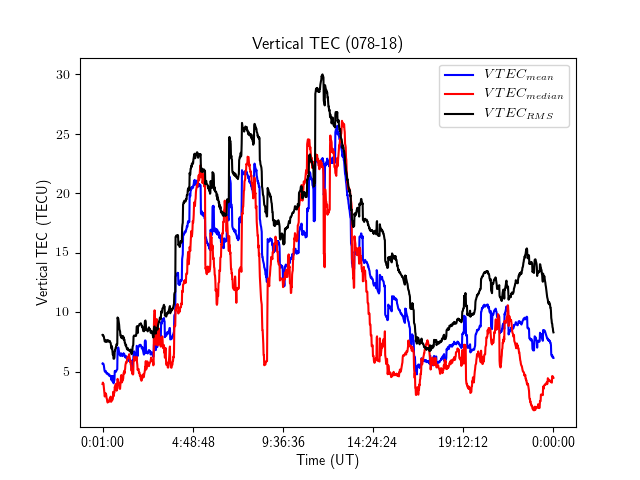 Vertical TEC (078-18)
VTEC_mean
VTEC_median
VTEC_RMS
Vertical TEC (TECU)
30
25
20
15
10
5
0:01:00 4:48:48 9:36:36 14:24:24 19:12:12 0:00:00
Time (UT)